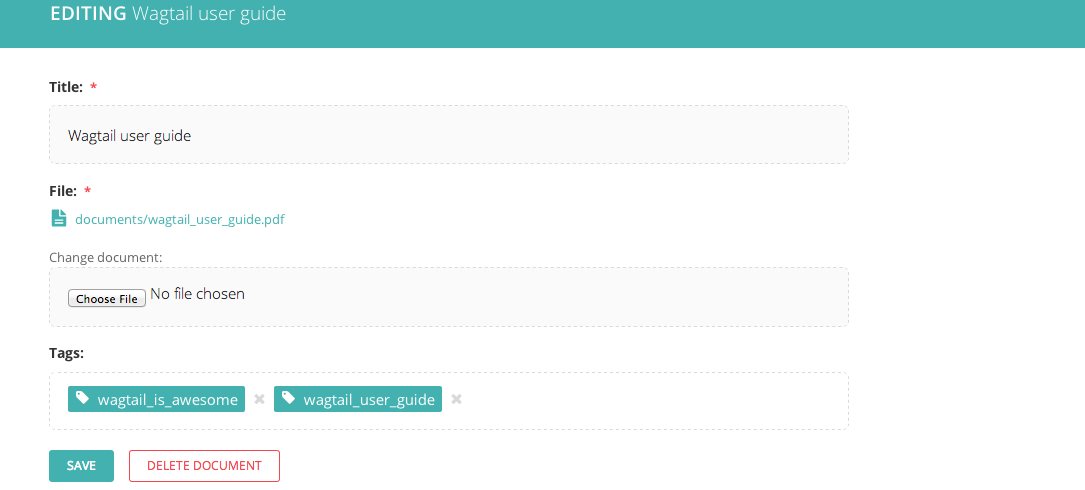 EDITING Wagtail user guide
Title: *
Wagtail user guide
File: *
documents/wagtail_user_guide.pdf
Change document:
Choose File No file chosen
Tags:
wagtail_is_awesome × wagtail_user_guide ×
SAVE DELETE DOCUMENT